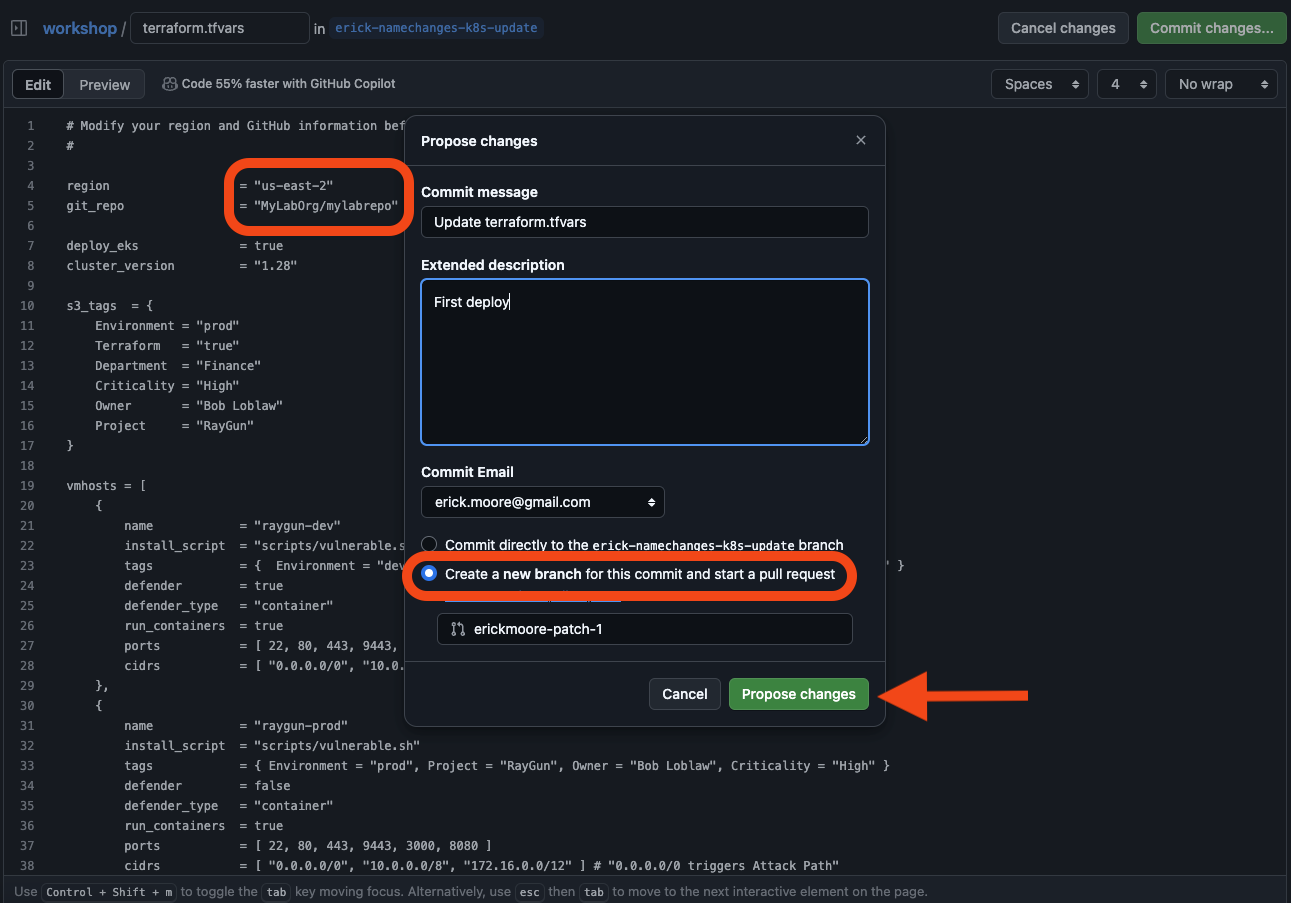 workshop / terraform.tfvars in erick-namechanges-k8s-update Cancel changes Commit changes...
Edit Preview Code 55% faster with GitHub Copilot Spaces 4 No wrap
1 # Modify your region and GitHub information bef
2 #
3
4 region = "us-east-2"
5 git_repo = "MyLabOrg/mylabrepo"
6
7 deploy_eks = true
8 cluster_version = "1.28"
9
10 s3_tags = {
11 Environment = "prod"
12 Terraform = "true"
13 Department = "Finance"
14 Criticality = "High"
15 Owner = "Bob Loblaw"
16 Project = "RayGun"
17 }
18
19 vmhosts = [
20 {
21 name = "raygun-dev"
22 install_script = "scripts/vulnerable.s
23 tags = { Environment = "dev " }
24 defender = true
25 defender_type = "container"
26 run_containers = true
27 ports = [ 22, 80, 443, 9443,
28 cidrs = [ "0.0.0.0/0", "10.0.
29 },
30 {
31 name = "raygun-prod"
32 install_script = "scripts/vulnerable.sh"
33 tags = { Environment = "prod", Project = "RayGun", Owner = "Bob Loblaw", Criticality = "High" }
34 defender = false
35 defender_type = "container"
36 run_containers = true
37 ports = [ 22, 80, 443, 9443, 3000, 8080 ]
38 cidrs = [ "0.0.0.0/0", "10.0.0.0/8", "172.16.0.0/12" ] # "0.0.0.0/0 triggers Attack Path"
Propose changes
Commit message
Update terraform.tfvars
Extended description
First deploy
Commit Email
erick.moore@gmail.com
Commit directly to the erick-namechanges-k8s-update branch
Create a new branch for this commit and start a pull request
erickmoore-patch-1
Cancel Propose changes
Use Control + Shift + m to toggle the tab key moving focus. Alternatively, use esc then tab to move to the next interactive element on the page.